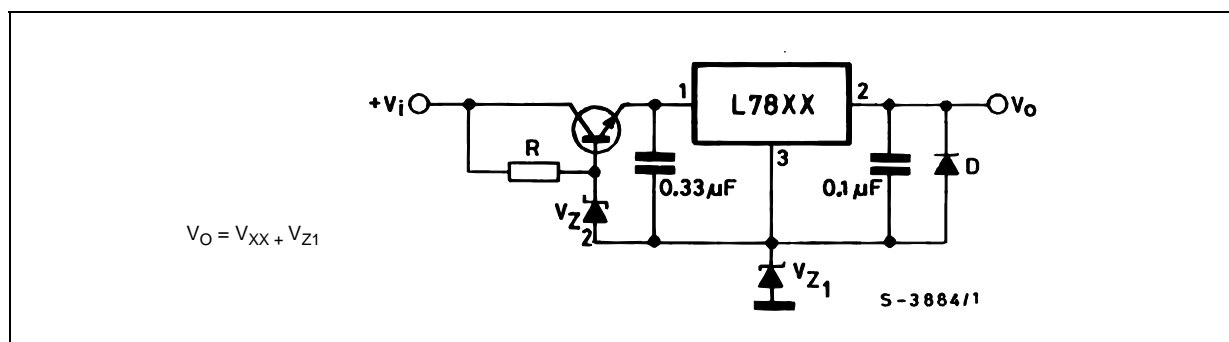 1 L78XX 2
+Vi Vo
R 3 D
0.33µF 0.1µF
VZ2
VO = VXX + VZ1
VZ1
S-3884/1